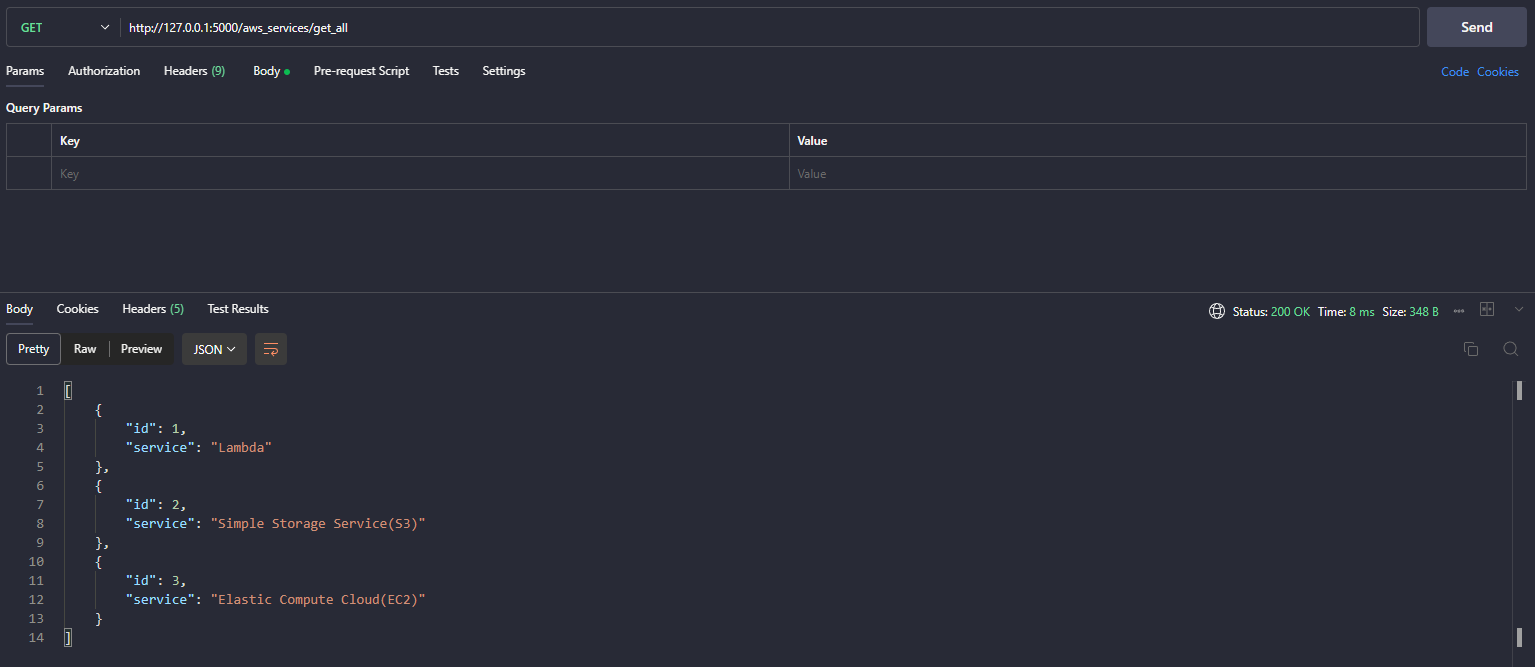 GET http://127.0.0.1:5000/aws_services/get_all Send
Params Authorization Headers (9) Body Pre-request Script Tests Settings Code Cookies
Query Params
Key Value
Key Value
Body Cookies Headers (5) Test Results Status: 200 OK Time: 8 ms Size: 348 B
Pretty Raw Preview JSON
1 [
2 {
3 "id": 1,
4 "service": "Lambda"
5 },
6 {
7 "id": 2,
8 "service": "Simple Storage Service(S3)"
9 },
10 {
11 "id": 3,
12 "service": "Elastic Compute Cloud(EC2)"
13 }
14 ]